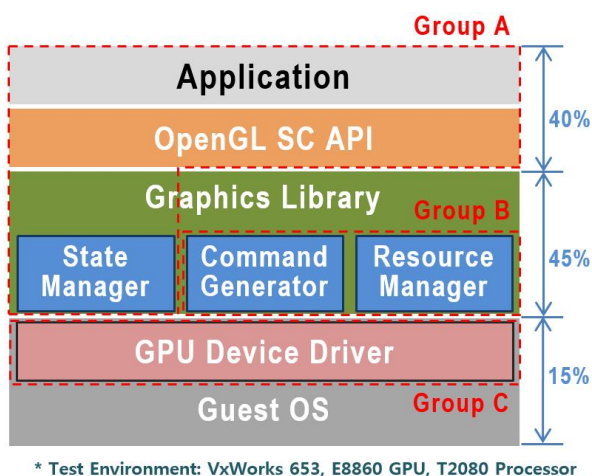 Group A
Application
40%
OpenGL SC API
Graphics Library
Group B
State
Manager
Command
Generator
Resource
Manager
45%
GPU Device Driver
15%
Guest OS
Group C
* Test Environment: VxWorks 653, E8860 GPU, T2080 Processor